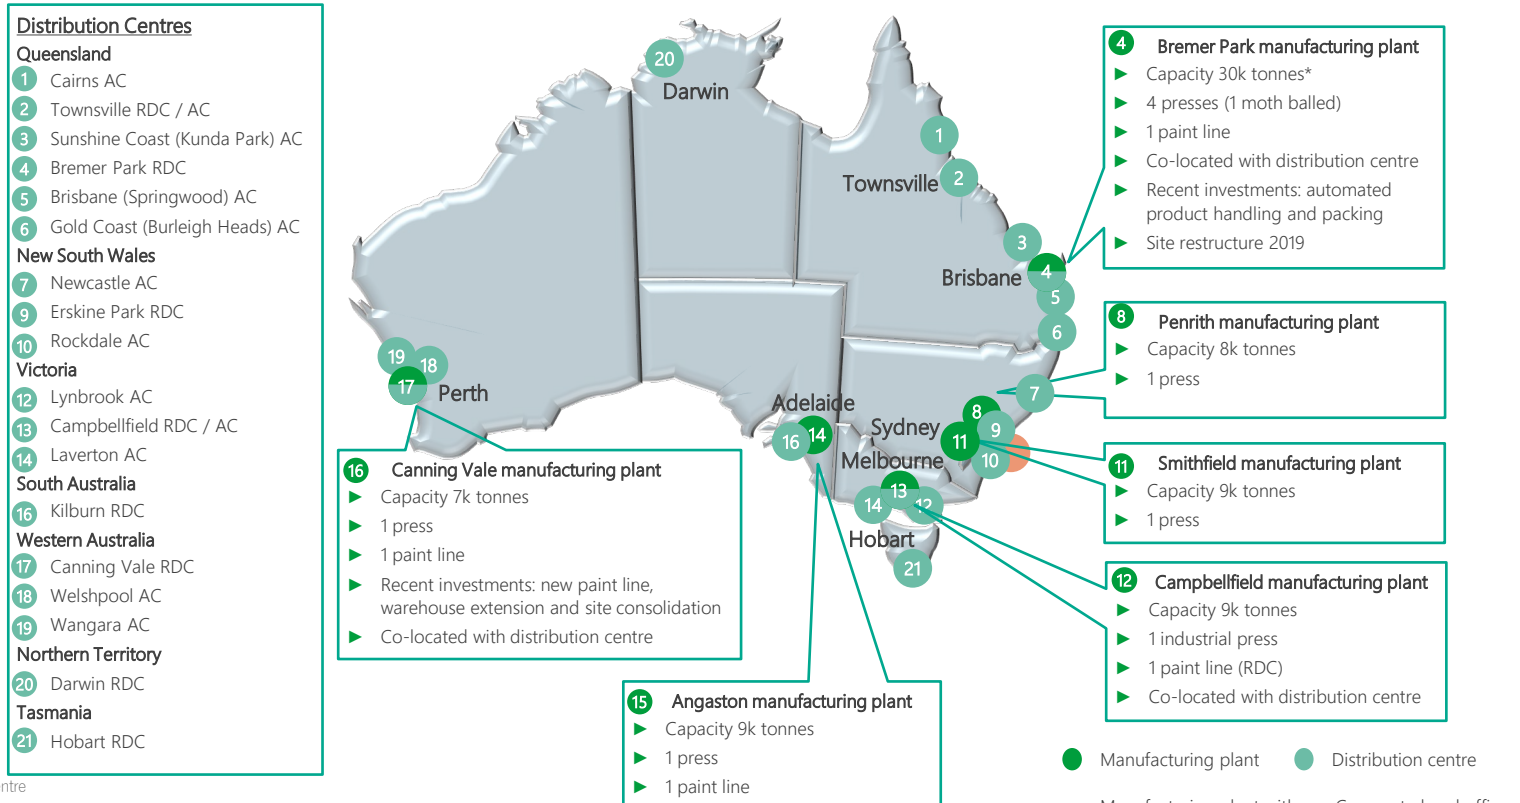 Distribution Centres
Queensland
1 Cairns AC
2 Townsville RDC / AC
3 Sunshine Coast (Kunda Park) AC
4 Bremer Park RDC
5 Brisbane (Springwood) AC
6 Gold Coast (Burleigh Heads) AC
New South Wales
7 Newcastle AC
9 Erskine Park RDC
10 Rockdale AC
Victoria
12 Lynbrook AC
13 Campbellfield RDC / AC
14 Laverton AC
South Australia
16 Kilburn RDC
Western Australia
17 Canning Vale RDC
18 Welshpool AC
19 Wangara AC
Northern Territory
20 Darwin RDC
Tasmania
21 Hobart RDC
20
Darwin
1
Townsville 2
3
Brisbane 4
5
6
19
18
17
Perth
7
Adelaide
16 14
8
Sydney 9
11
Melbourne 10
13
14 12
Hobart
21
4 Bremer Park manufacturing plant
► Capacity 30k tonnes*
► 4 presses (1 moth balled)
► 1 paint line
► Co-located with distribution centre
► Recent investments: automated
product handling and packing
► Site restructure 2019
8 Penrith manufacturing plant
► Capacity 8k tonnes
► 1 press
11 Smithfield manufacturing plant
► Capacity 9k tonnes
► 1 press
12 Campbellfield manufacturing plant
► Capacity 9k tonnes
► 1 industrial press
► 1 paint line (RDC)
► Co-located with distribution centre
16 Canning Vale manufacturing plant
► Capacity 7k tonnes
► 1 press
► 1 paint line
► Recent investments: new paint line,
warehouse extension and site consolidation
► Co-located with distribution centre
15 Angaston manufacturing plant
► Capacity 9k tonnes
► 1 press
► 1 paint line
Manufacturing plant
Distribution centre